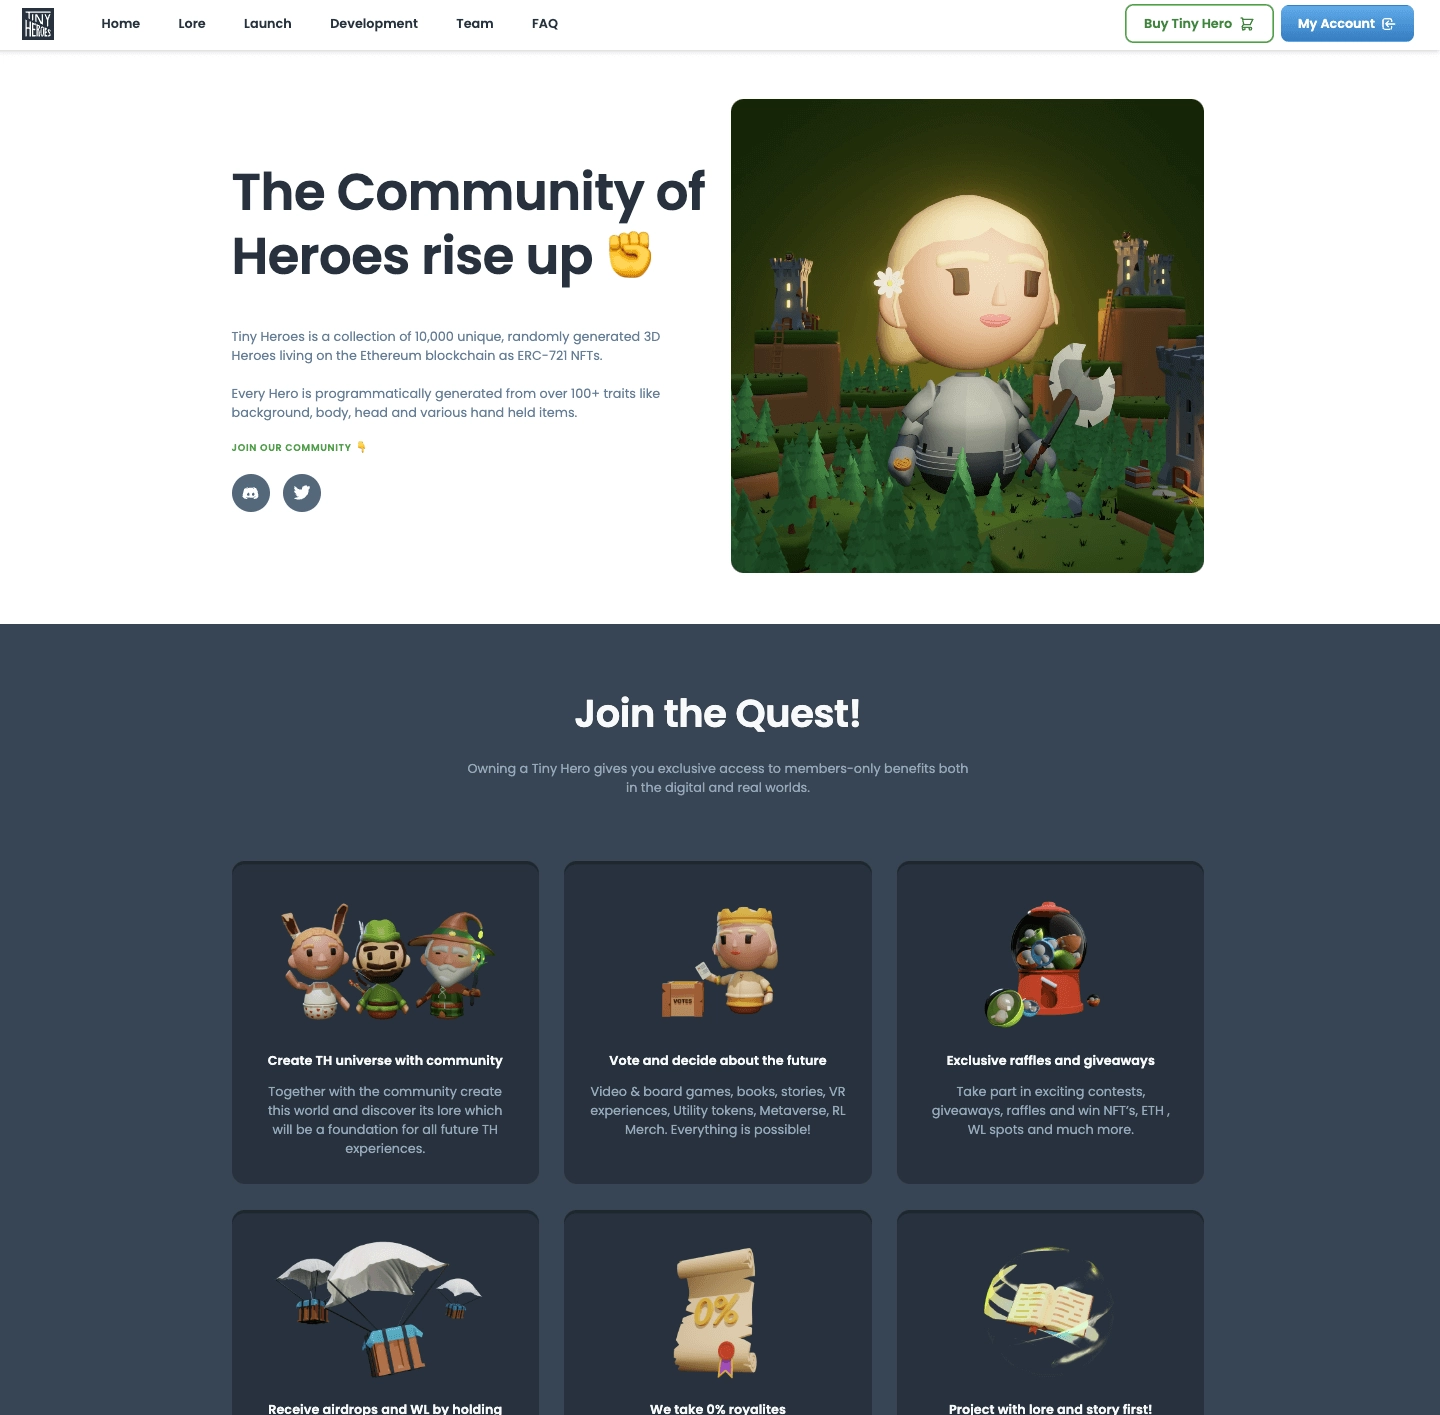 TINY
HEROES
Home
Lore
Launch
Development
Team
FAQ
Buy Tiny Hero
My Account
The Community of
Heroes rise up ✊
Tiny Heroes is a collection of 10,000 unique, randomly generated 3D
Heroes living on the Ethereum blockchain as ERC-721 NFTs.
Every Hero is programmatically generated from over 100+ traits like
background, body, head and various hand held items.
JOIN OUR COMMUNITY 👇
Join the Quest!
Owning a Tiny Hero gives you exclusive access to members-only benefits both
in the digital and real worlds.
VOTES
Create TH universe with community
Together with the community create
this world and discover its lore which
will be a foundation for all future TH
experiences.
Vote and decide about the future
Video & board games, books, stories, VR
experiences, Utility tokens, Metaverse, RL
Merch. Everything is possible!
Exclusive raffles and giveaways
Take part in exciting contests,
giveaways, raffles and win NFT's, ETH ,
WL spots and much more.
0%
Receive airdrops and WL by holding
We take 0% royalites
Project with lore and story first!